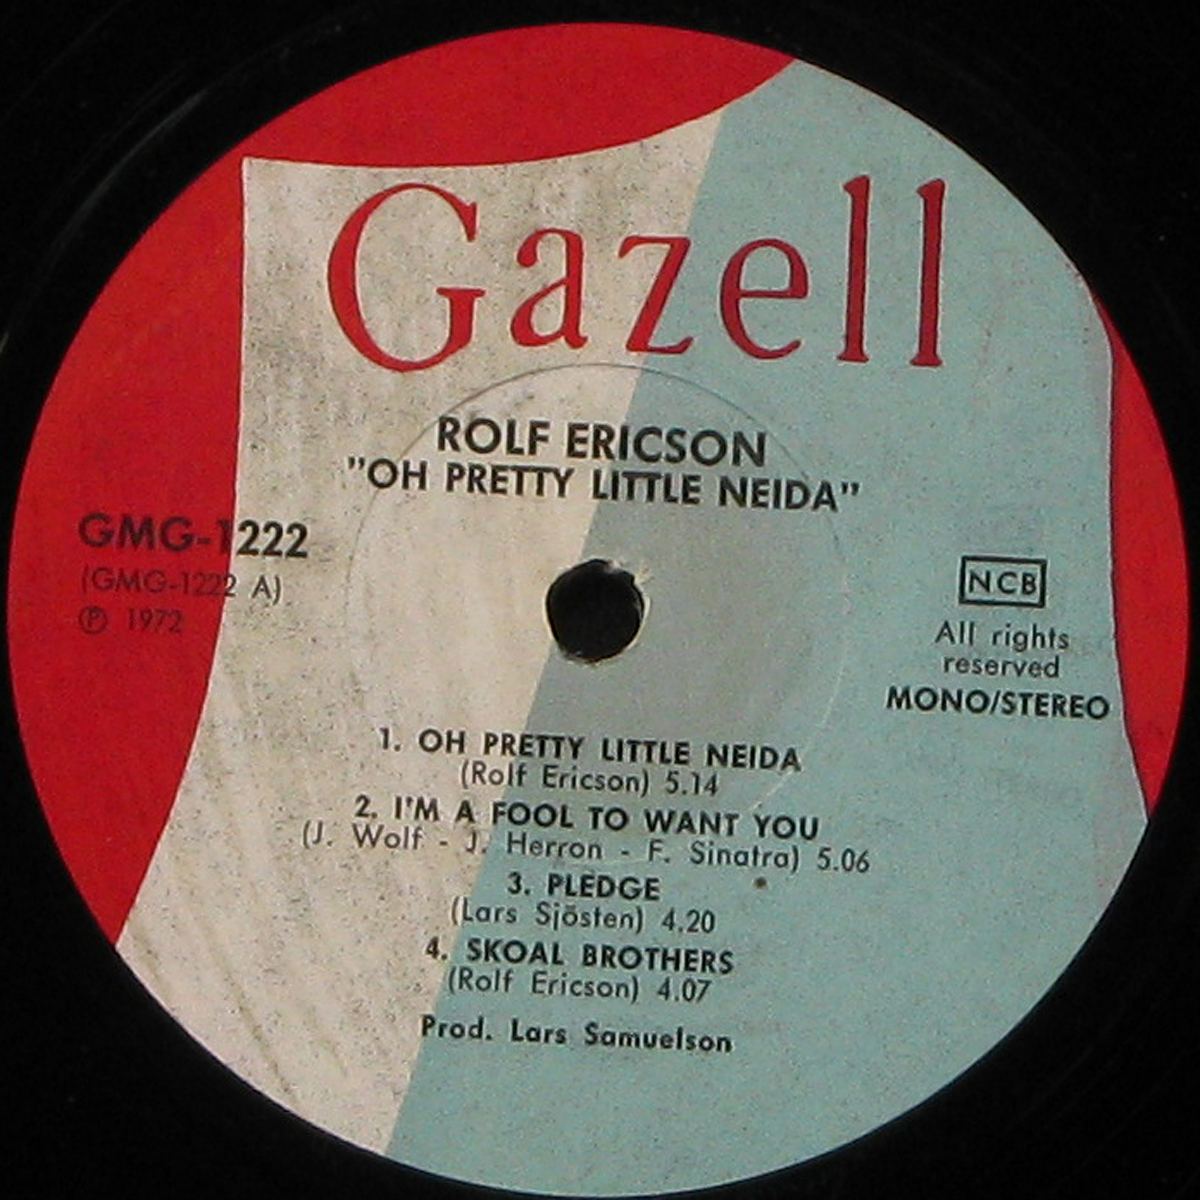 Gazell
ROLF ERICSON
"OH PRETTY LITTLE NEIDA"
GMG-1222
(GMG-1222 A)
Ⓟ 1972
NCB
All rights
reserved
MONO/STEREO
1. OH PRETTY LITTLE NEIDA
(Rolf Ericson) 5.14
2. I'M A FOOL TO WANT YOU
(J. Wolf - J. Herron - F. Sinatra) 5.06
3. PLEDGE
(Lars Sjösten) 4.20
4. SKOAL BROTHERS
(Rolf Ericson) 4.07
Prod. Lars Samuelson